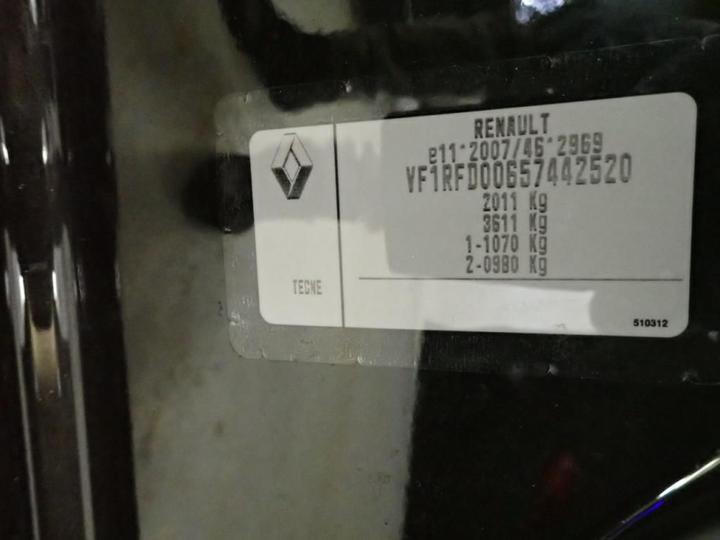 RENAULT
e11*2007/46*2969
VF1RFD00657442520
2011 Kg
3611 Kg
1-1070 Kg
2-0980 Kg
TECNE
510312